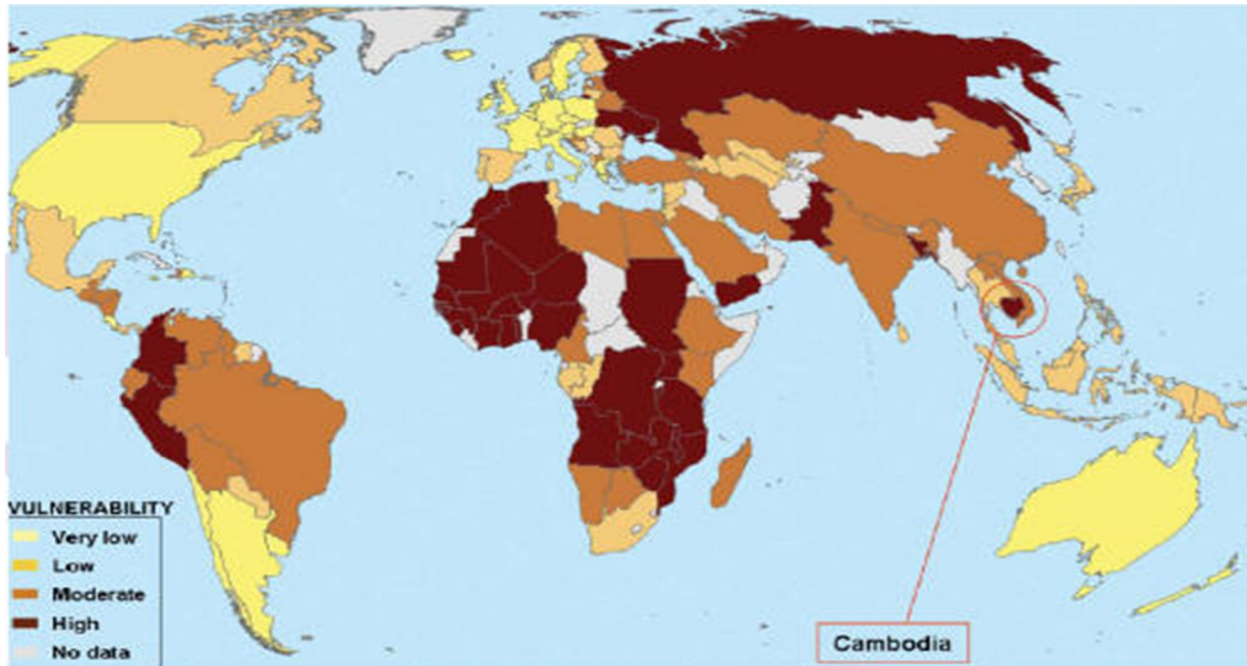 VULNERABILITY
Very low
Low
Moderate
High
No data
Cambodia